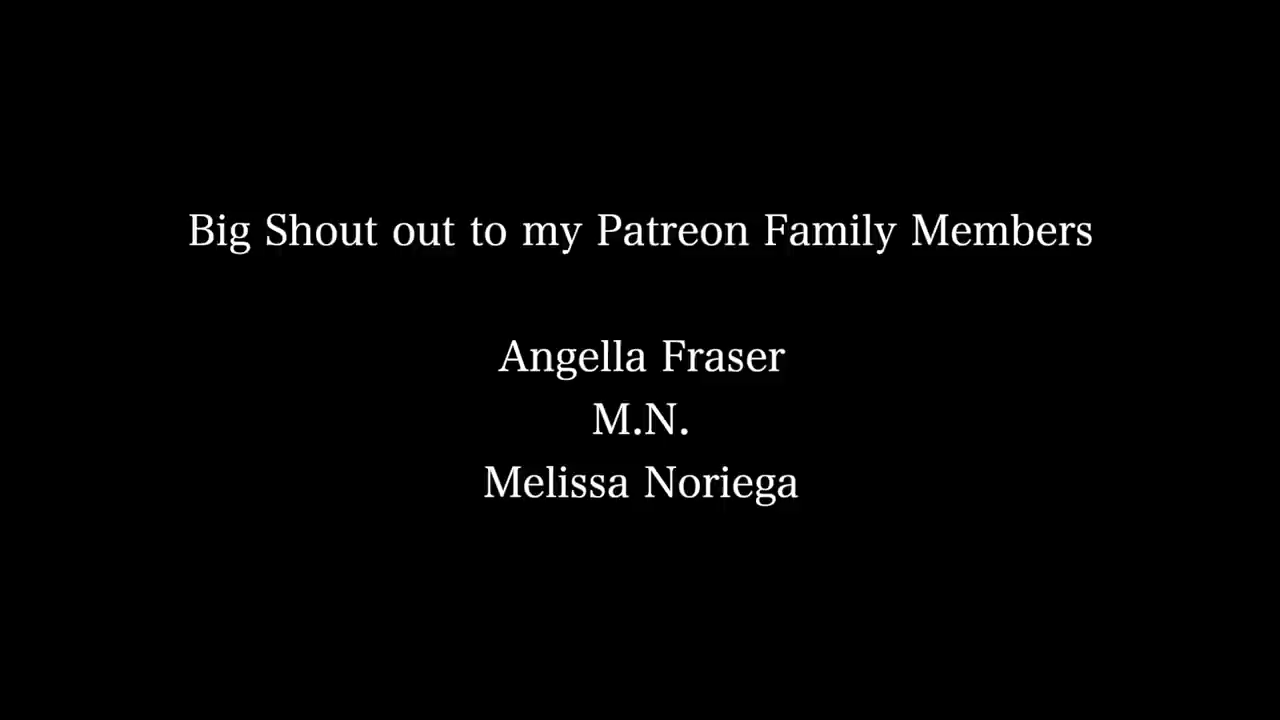 Big Shout out to my Patreon Family Members
Angella Fraser
M.N.
Melissa Noriega